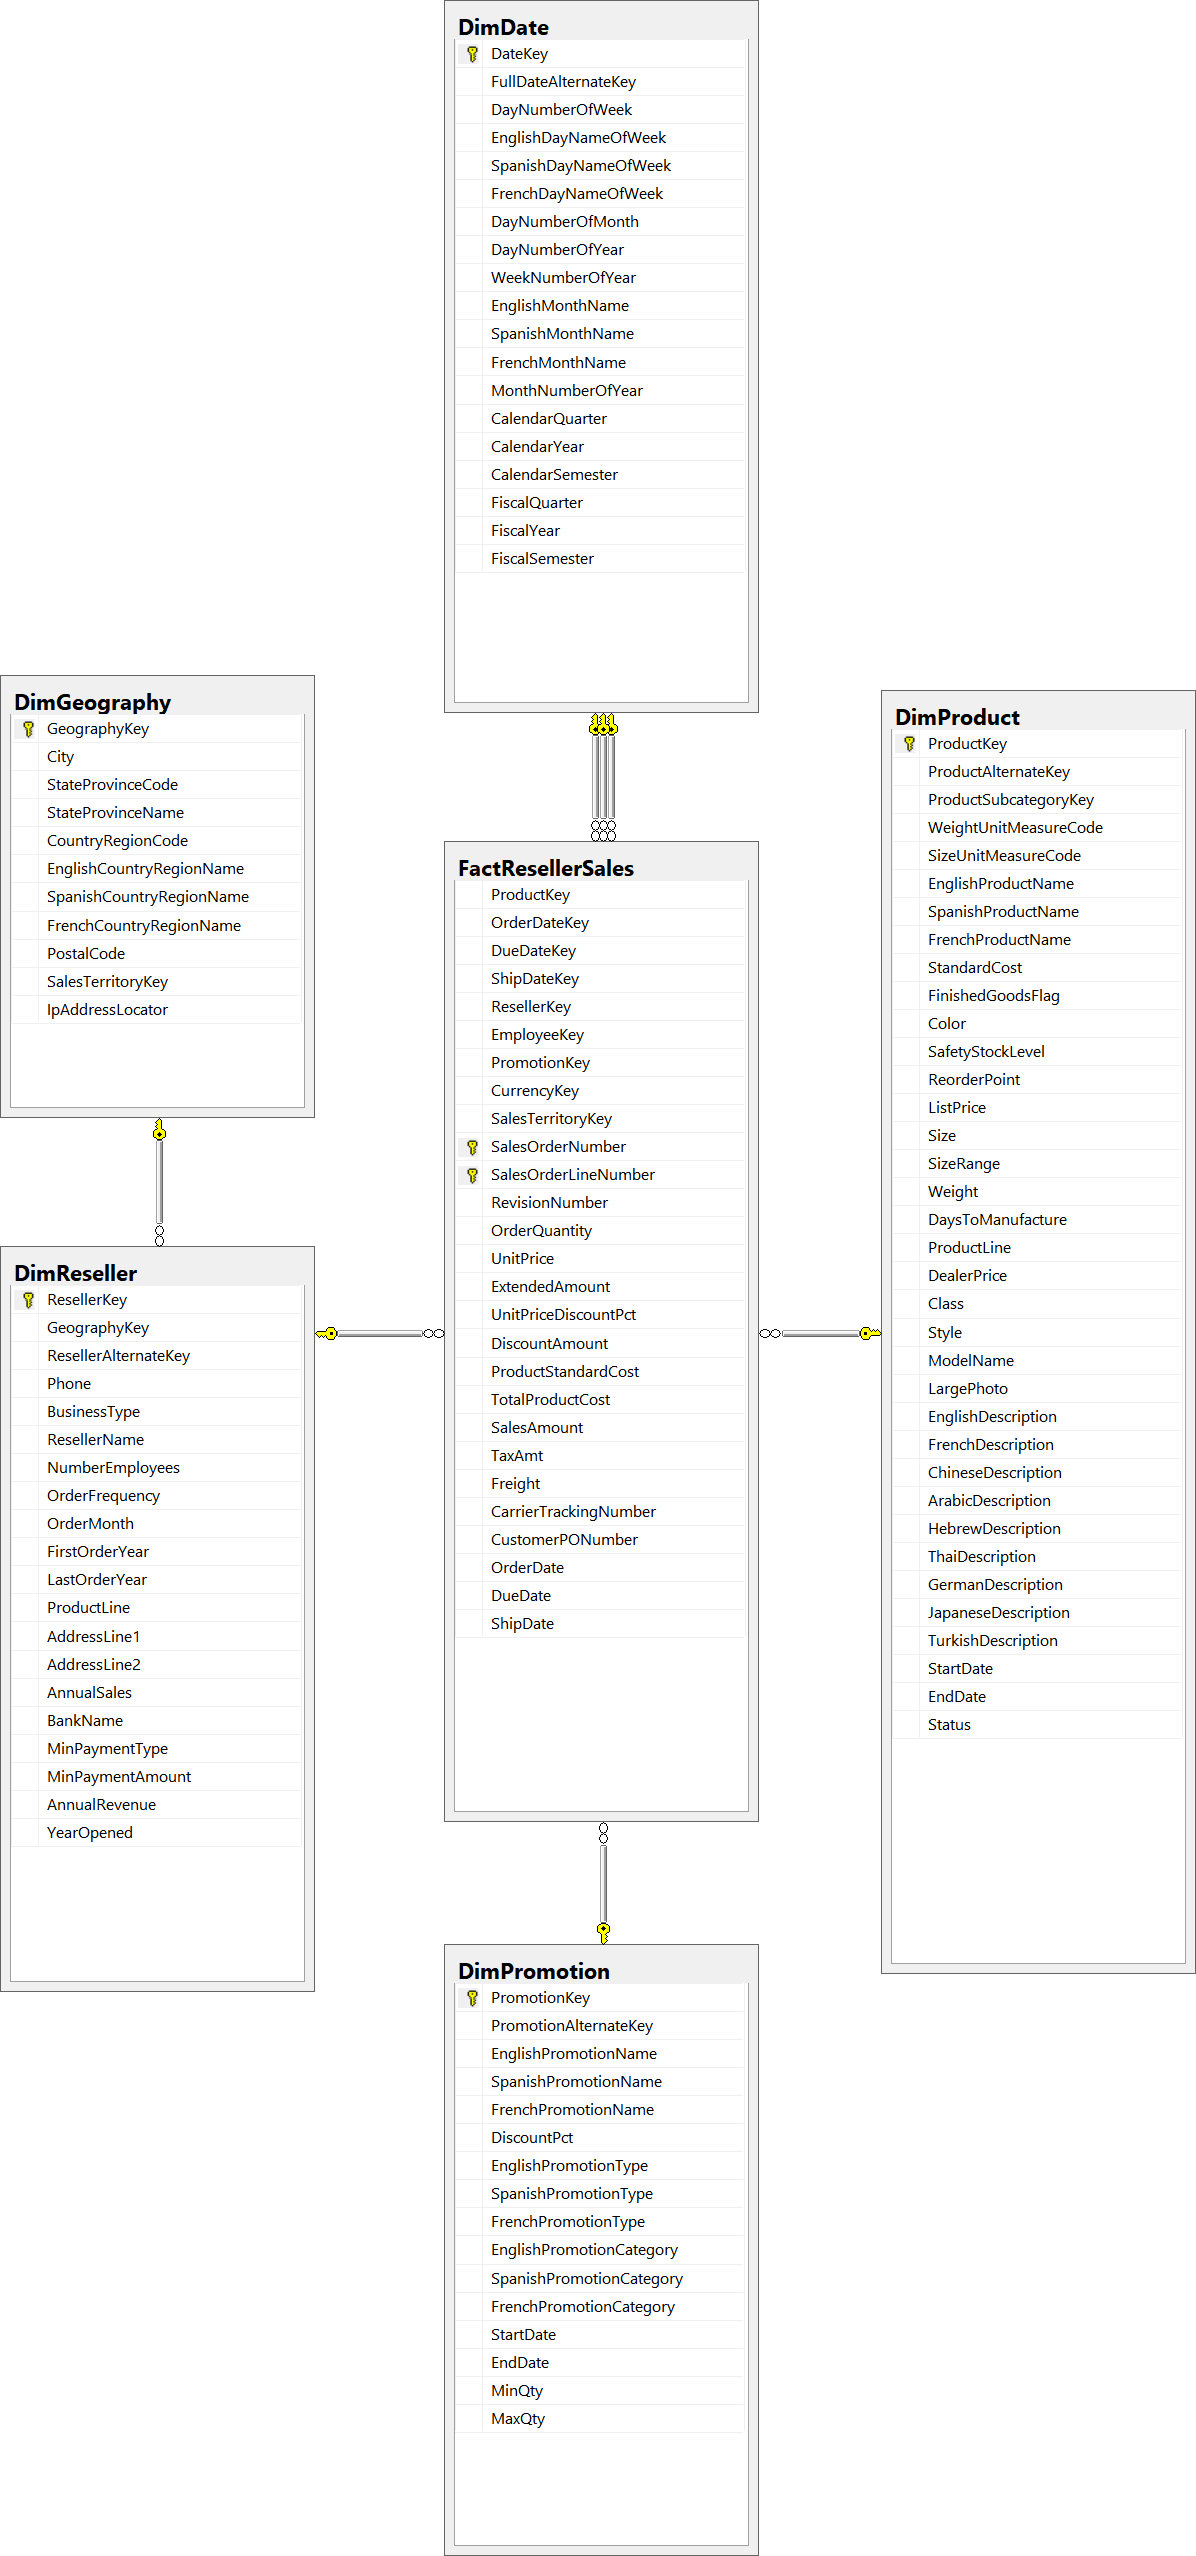 DimDate
DateKey
FullDateAlternateKey
DayNumberOfWeek
EnglishDayNameOfWeek
SpanishDayNameOfWeek
FrenchDayNameOfWeek
DayNumberOfMonth
DayNumberOfYear
WeekNumberOfYear
EnglishMonthName
SpanishMonthName
FrenchMonthName
MonthNumberOfYear
CalendarQuarter
CalendarYear
CalendarSemester
FiscalQuarter
FiscalYear
FiscalSemester
DimGeography
GeographyKey
City
StateProvinceCode
StateProvinceName
CountryRegionCode
EnglishCountryRegionName
SpanishCountryRegionName
FrenchCountryRegionName
PostalCode
SalesTerritoryKey
IpAddressLocator
DimReseller
ResellerKey
GeographyKey
ResellerAlternateKey
Phone
BusinessType
ResellerName
NumberEmployees
OrderFrequency
OrderMonth
FirstOrderYear
LastOrderYear
ProductLine
AddressLine1
AddressLine2
AnnualSales
BankName
MinPaymentType
MinPaymentAmount
AnnualRevenue
YearOpened
FactResellerSales
ProductKey
OrderDateKey
DueDateKey
ShipDateKey
ResellerKey
EmployeeKey
PromotionKey
CurrencyKey
SalesTerritoryKey
SalesOrderNumber
SalesOrderLineNumber
RevisionNumber
OrderQuantity
UnitPrice
ExtendedAmount
UnitPriceDiscountPct
DiscountAmount
ProductStandardCost
TotalProductCost
SalesAmount
TaxAmt
Freight
CarrierTrackingNumber
CustomerPONumber
OrderDate
DueDate
ShipDate
DimProduct
ProductKey
ProductAlternateKey
ProductSubcategoryKey
WeightUnitMeasureCode
SizeUnitMeasureCode
EnglishProductName
SpanishProductName
FrenchProductName
StandardCost
FinishedGoodsFlag
Color
SafetyStockLevel
ReorderPoint
ListPrice
Size
SizeRange
Weight
DaysToManufacture
ProductLine
DealerPrice
Class
Style
ModelName
LargePhoto
EnglishDescription
FrenchDescription
ChineseDescription
ArabicDescription
HebrewDescription
ThaiDescription
GermanDescription
JapaneseDescription
TurkishDescription
StartDate
EndDate
Status
DimPromotion
PromotionKey
PromotionAlternateKey
EnglishPromotionName
SpanishPromotionName
FrenchPromotionName
DiscountPct
EnglishPromotionType
SpanishPromotionType
FrenchPromotionType
EnglishPromotionCategory
SpanishPromotionCategory
FrenchPromotionCategory
StartDate
EndDate
MinQty
MaxQty